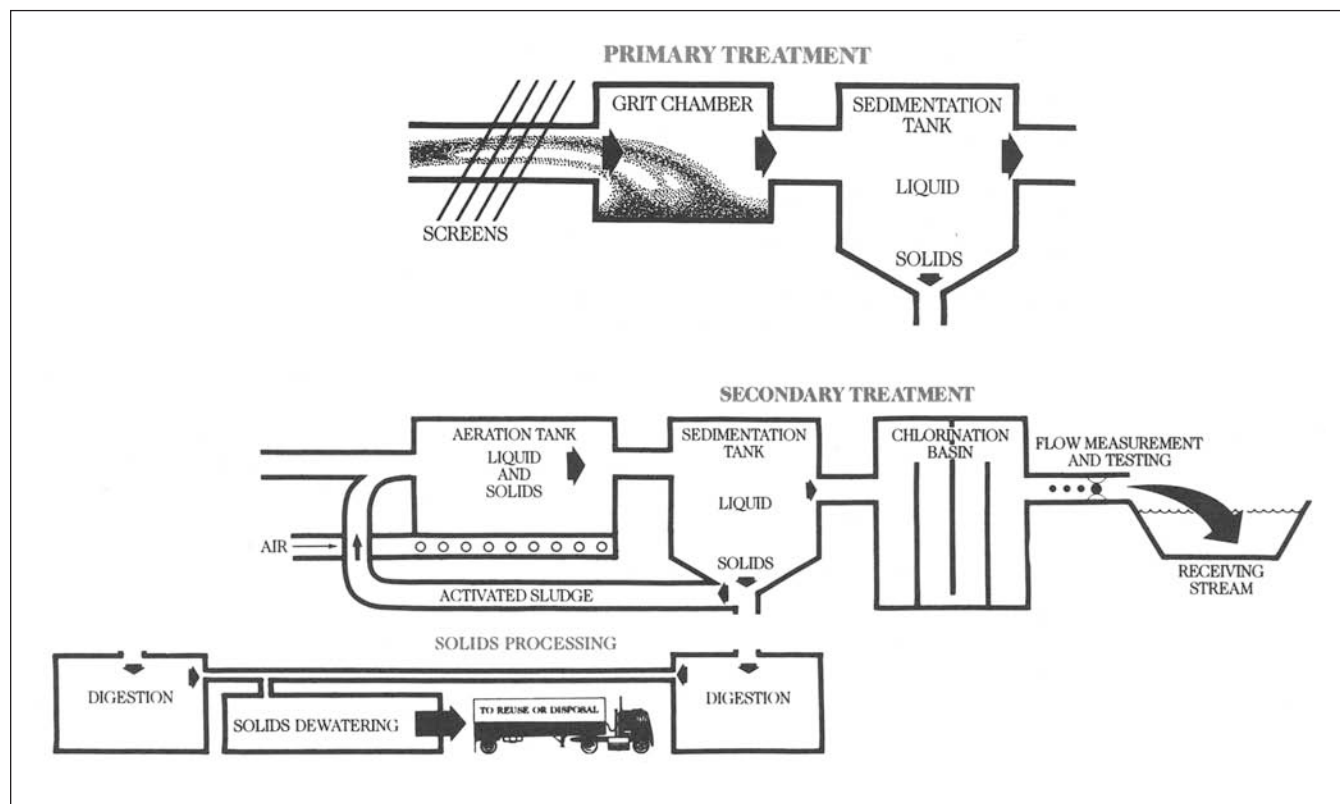 PRIMARY TREATMENT
GRIT CHAMBER
SEDIMENTATION
TANK
LIQUID
SCREENS
SOLIDS
SECONDARY TREATMENT
AERATION TANK
LIQUID
AND
SOLIDS
SEDIMENTATION
TANK
LIQUID
CHLORINATION
BASIN
FLOW MEASUREMENT
AND TESTING
AIR
SOLIDS
ACTIVATED SLUDGE
RECEIVING
STREAM
SOLIDS PROCESSING
DIGESTION
SOLIDS DEWATERING
TO REUSE OR DISPOSAL
DIGESTION